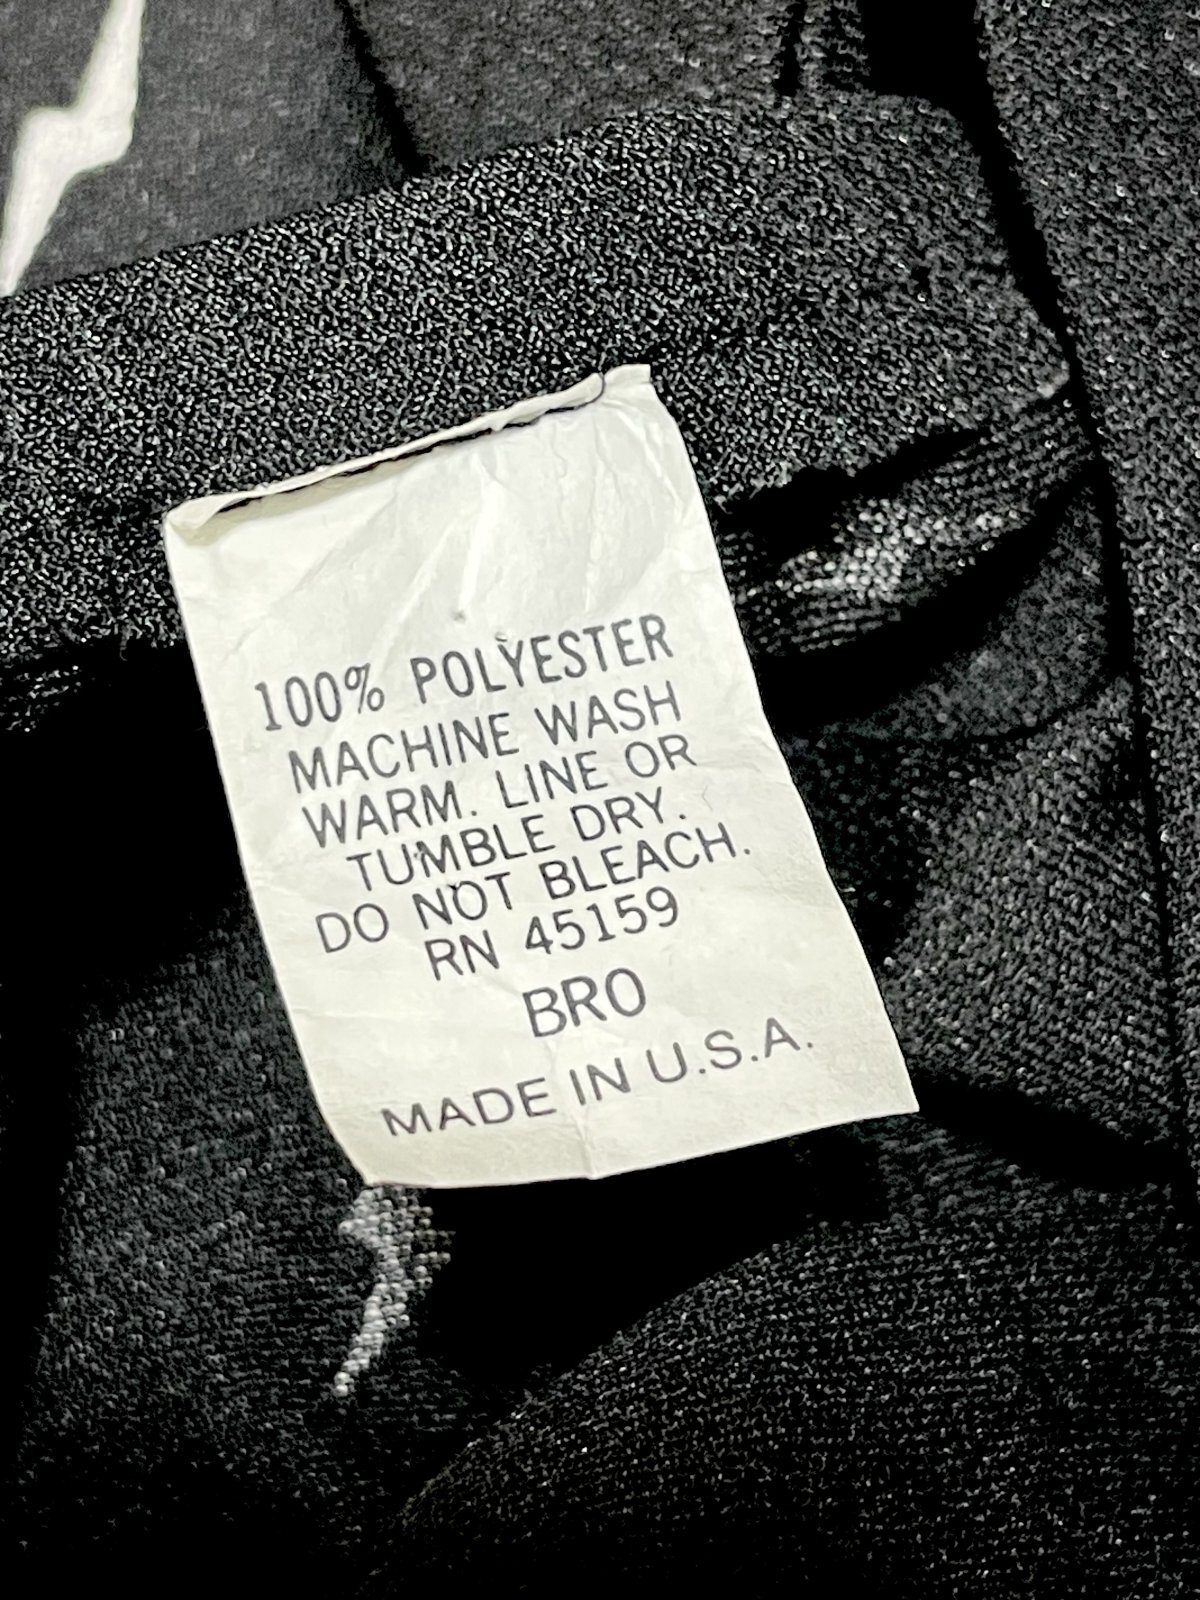 100% POLYESTER
MACHINE WASH
WARM. LINE OR
TUMBLE DRY.
DO NOT BLEACH.
RN 45159
BRO
MADE IN U.S.A.